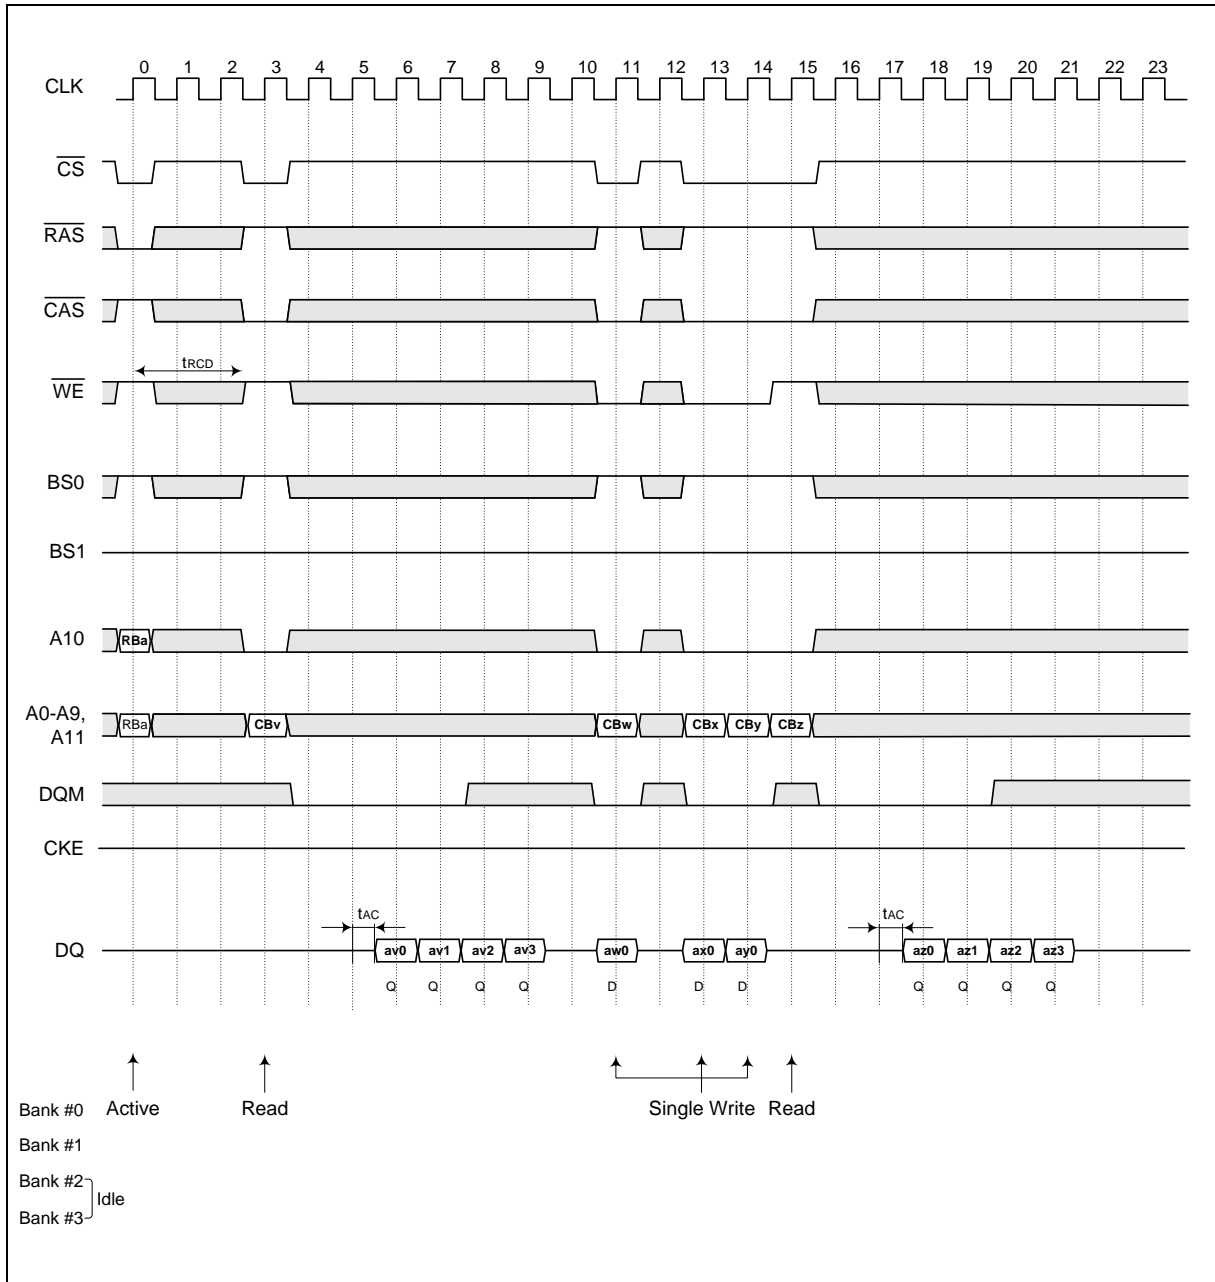 0 1 2 3 4 5 6 7 8 9 10 11 12 13 14 15 16 17 18 19 20 21 22 23
CLK
CS
RAS
CAS
tRCD
WE
BS0
BS1
A10 RBa
A0-A9,
A11
RBa CBv CBw CBx CBy CBz
DQM
CKE
tAC tAC
DQ av0 av1 av2 av3 aw0 ax0 ay0 az0 az1 az2 az3
Q Q Q Q D D D Q Q Q Q
Bank #0 Active Read Single Write Read
Bank #1
Bank #2
Idle
Bank #3